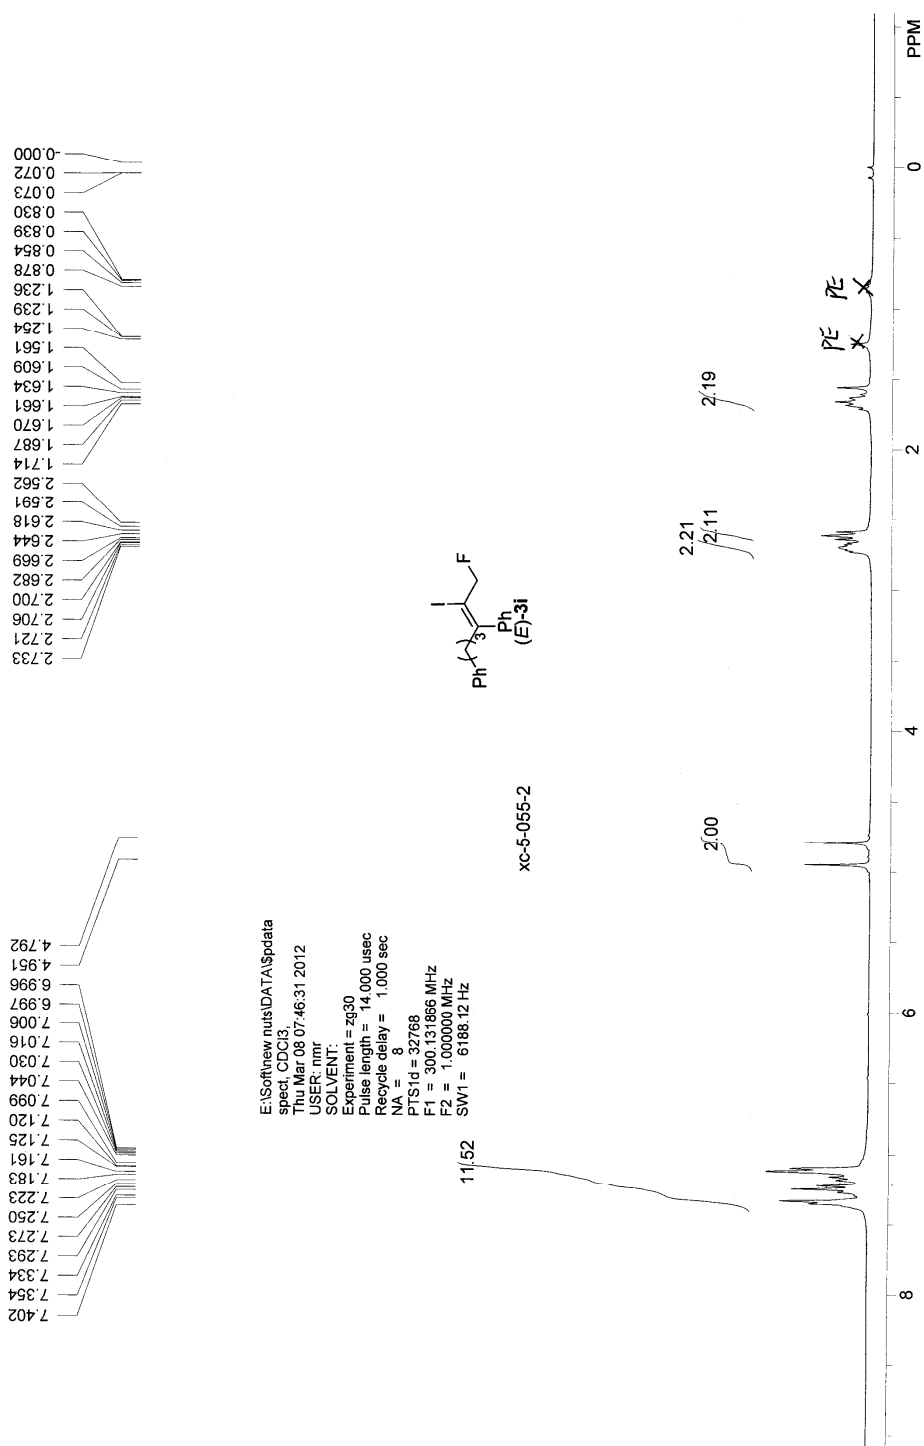 7.402
7.354
7.334
7.293
7.273
7.250
7.223
7.183
7.161
7.125
7.120
7.099
7.044
7.030
7.016
7.006
6.997
6.996
4.951
4.792
2.733
2.721
2.706
2.700
2.682
2.669
2.644
2.618
2.591
2.562
1.714
1.687
1.670
1.661
1.634
1.609
1.561
1.254
1.239
1.236
0.878
0.854
0.839
0.830
0.073
0.072
-0.000
E:\Soft\new nuts\DATA\$pdata
spect, CDCl3,
Thu Mar 08 07:46:31 2012
USER: nmr
SOLVENT:
Experiment = zg30
Pulse length = 14.000 usec
Recycle delay = 1.000 sec
NA = 8
PTS1d = 32768
F1 = 300.131866 MHz
F2 = 1.000000 MHz
SW1 = 6188.12 Hz
I
F
Ph
3
Ph
(E)-3i
xc-5-055-2
11.52
2.00
2.21
2.11
2.19
PE
PE
8
6
4
2
0
PPM